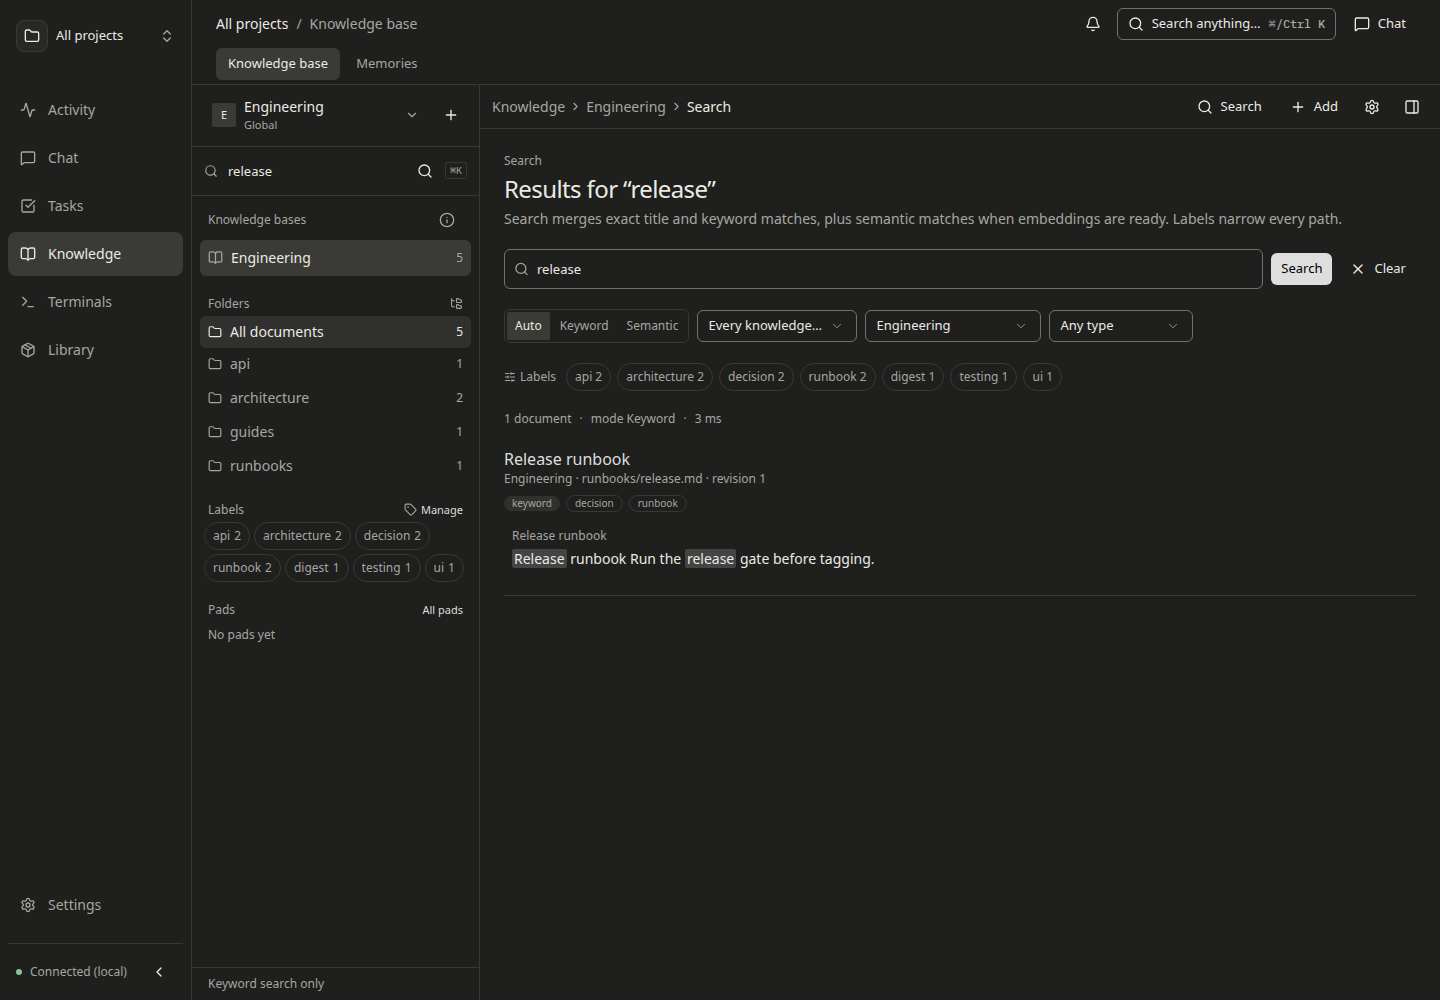 All projects
Activity
Chat
Tasks
Knowledge
Terminals
Library
Settings
Connected (local)
All projects / Knowledge base
Search anything... ⌘/Ctrl K
Chat
Knowledge base
Memories
E
Engineering
Global
release
⌘K
Knowledge bases
Engineering 5
Folders
All documents 5
api 1
architecture 2
guides 1
runbooks 1
Labels
Manage
api 2 architecture 2 decision 2
runbook 2 digest 1 testing 1 ui 1
Pads
All pads
No pads yet
Keyword search only
Knowledge > Engineering > Search
Search
Add
Search
Results for “release”
Search merges exact title and keyword matches, plus semantic matches when embeddings are ready. Labels narrow every path.
release
Search
Clear
Auto Keyword Semantic Every knowledge... Engineering Any type
Labels api 2 architecture 2 decision 2 runbook 2 digest 1 testing 1 ui 1
1 document · mode Keyword · 3 ms
Release runbook
Engineering · runbooks/release.md · revision 1
keyword decision runbook
Release runbook
Release runbook Run the release gate before tagging.